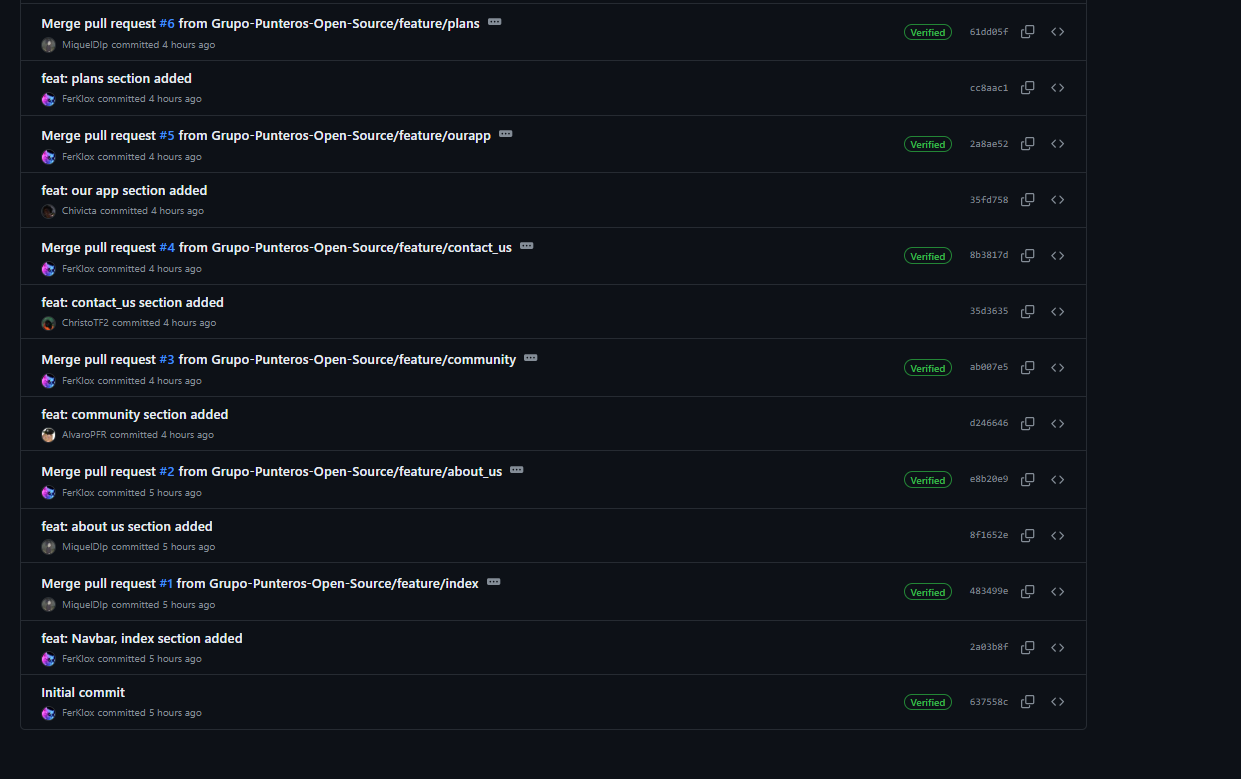 Merge pull request #6 from Grupo-Punteros-Open-Source/feature/plans
MiquelDlp committed 4 hours ago
Verified
61dd05f
feat: plans section added
FerKlox committed 4 hours ago
cc8aac1
Merge pull request #5 from Grupo-Punteros-Open-Source/feature/ourapp
FerKlox committed 4 hours ago
Verified
2a8ae52
feat: our app section added
Chivicta committed 4 hours ago
35fd758
Merge pull request #4 from Grupo-Punteros-Open-Source/feature/contact_us
FerKlox committed 4 hours ago
Verified
8b3817d
feat: contact_us section added
ChristoTF2 committed 4 hours ago
35d3635
Merge pull request #3 from Grupo-Punteros-Open-Source/feature/community
FerKlox committed 4 hours ago
Verified
ab007e5
feat: community section added
AlvaroPFR committed 4 hours ago
d246646
Merge pull request #2 from Grupo-Punteros-Open-Source/feature/about_us
FerKlox committed 5 hours ago
Verified
e8b20e9
feat: about us section added
MiquelDlp committed 5 hours ago
8f1652e
Merge pull request #1 from Grupo-Punteros-Open-Source/feature/index
MiquelDlp committed 5 hours ago
Verified
483499e
feat: Navbar, index section added
FerKlox committed 5 hours ago
2a03b8f
Initial commit
FerKlox committed 5 hours ago
Verified
637558c